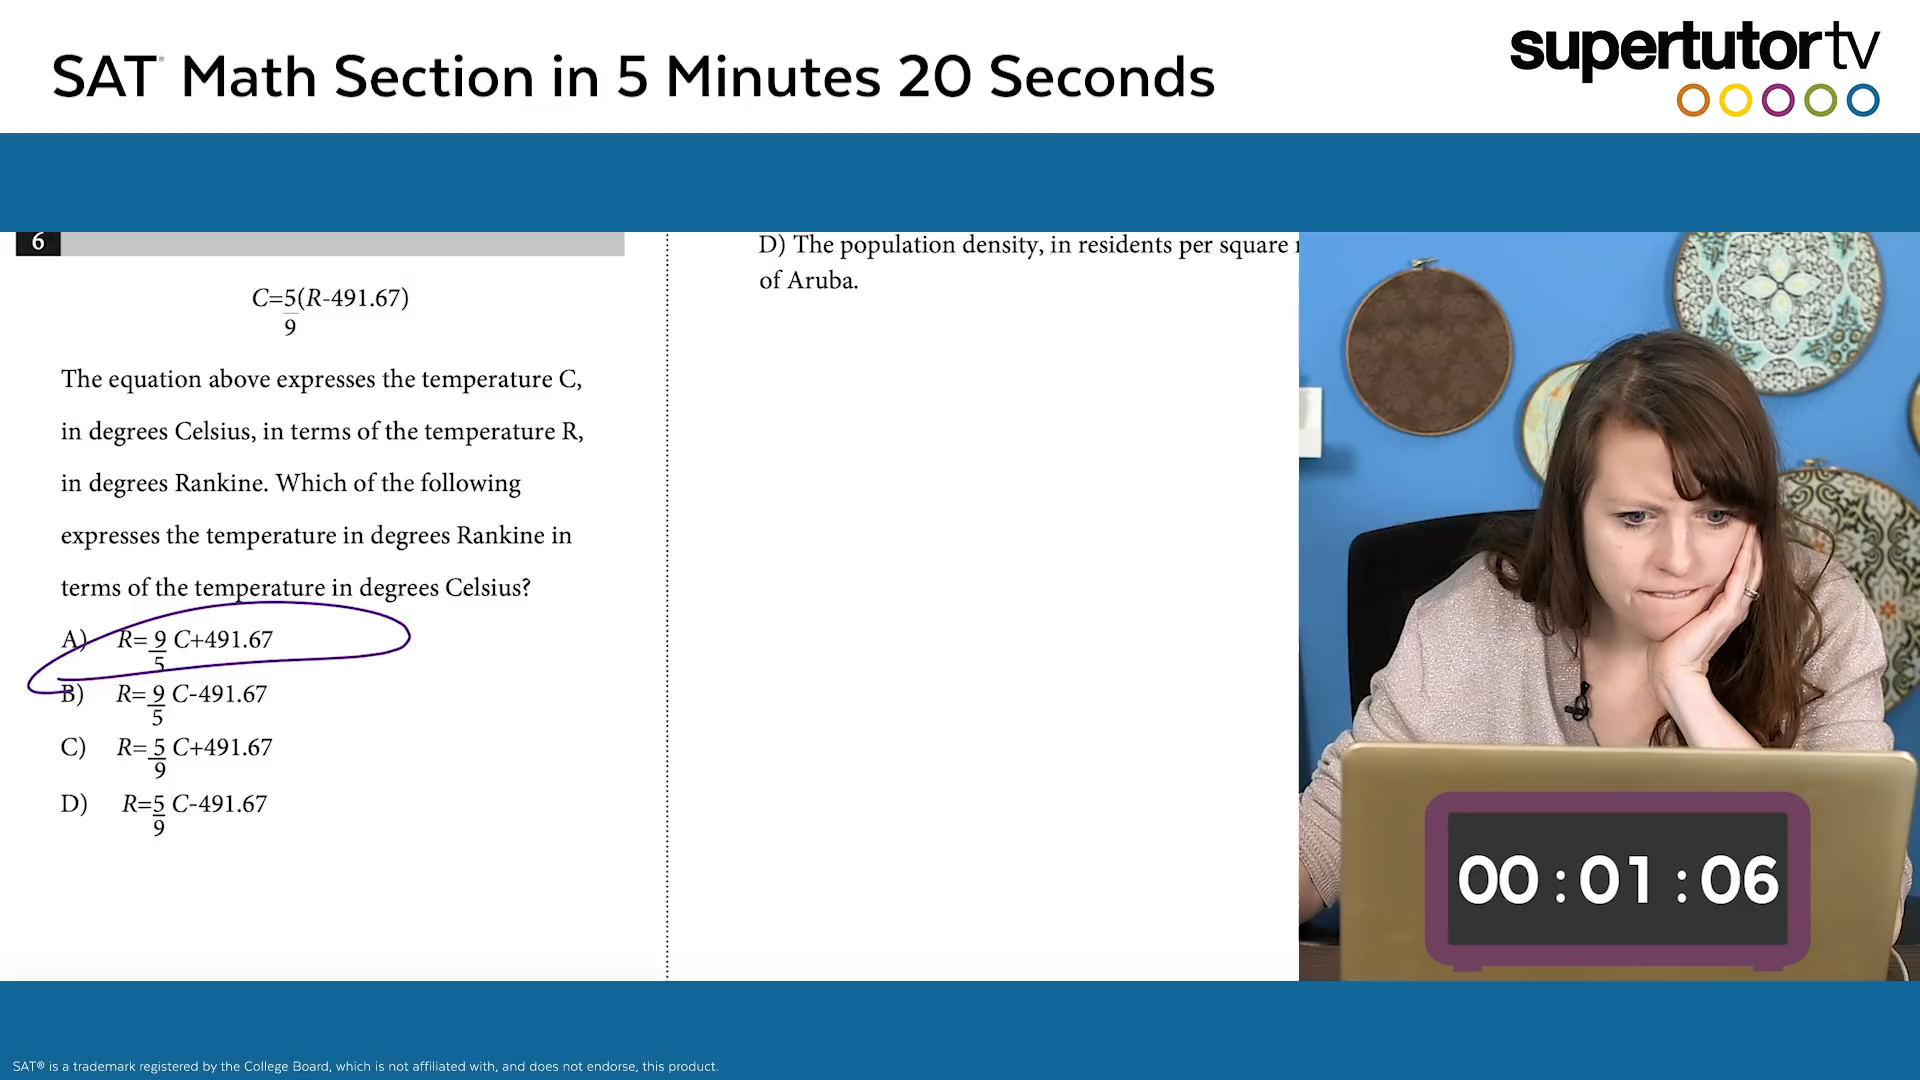 SAT® Math Section in 5 Minutes 20 Seconds
supertutortv
6
C=5(R-491.67)
9
The equation above expresses the temperature C,
in degrees Celsius, in terms of the temperature R,
in degrees Rankine. Which of the following
expresses the temperature in degrees Rankine in
terms of the temperature in degrees Celsius?
A) R= 9 C+491.67
5
B) R= 9 C-491.67
5
C) R= 5 C+491.67
9
D) R=5 C-491.67
9
D) The population density, in residents per square
of Aruba.
00:01:06
SAT® is a trademark registered by the College Board, which is not affiliated with, and does not endorse, this product.